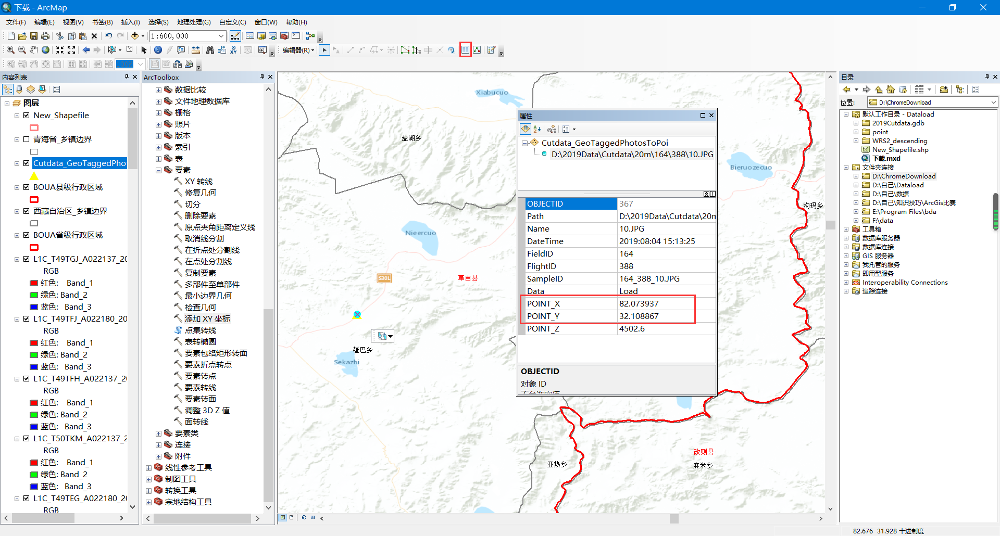 下载 - ArcMap
文件(F) 编辑(E) 视图(V) 书签(B) 插入(I) 选择(S) 地理处理(G) 自定义(C) 窗口(W) 帮助(H)
1:600,000
编辑器(R)
100%
内容列表
图层
New_Shapefile
青海省_乡镇边界
Cutdata_GeoTaggedPhot
BOUA县级行政区域
西藏自治区_乡镇边界
BOUA省级行政区域
L1C_T49TGJ_A022137_20
RGB
红色: Band_1
绿色: Band_2
蓝色: Band_3
L1C_T49TFJ_A022180_20
RGB
红色: Band_1
绿色: Band_2
蓝色: Band_3
L1C_T49TFH_A022137_20
RGB
红色: Band_1
绿色: Band_2
蓝色: Band_3
L1C_T50TKM_A022137_2
RGB
红色: Band_1
绿色: Band_2
蓝色: Band_3
L1C_T49TEG_A022180_20
RGB
ArcToolbox
数据比较
文件地理数据库
栅格
照片
版本
索引
表
要素
XY 转线
修复几何
切分
删除要素
原点夹角距离定义线
取消线分割
在折点处分割线
在点处分割线
复制要素
多部件至单部件
最小边界几何
检查几何
添加 XY 坐标
点集转线
表转椭圆
要素包络矩形转面
要素折点转点
要素转点
要素转线
要素转面
调整 3D Z 值
面转线
要素类
连接
附件
线性参考工具
制图工具
转换工具
宗地结构工具
Xiabucuo
盐湖乡
Nieercuo
S301
革吉县
雄巴乡
Sekazhi
Bieruozecuo
物玛乡
改则县
麻米乡
亚热乡
属性
Cutdata_GeoTaggedPhotosToPoi
D:\2019Data\Cutdata\20m\164\388\10.JPG
OBJECTID 367
Path D:\2019Data\Cutdata\20m
Name 10.JPG
DateTime 2019:08:04 15:13:25
FieldID 164
FlightID 388
SampleID 164_388_10.JPG
Data Load
POINT_X 82.073937
POINT_Y 32.108867
POINT_Z 4502.6
OBJECTID
对象 ID
目录
位置: D:\ChromeDownload
默认工作目录 - Dataload
2019Cutdata.gdb
point
WRS2_descending
New_Shapefile.shp
下载.mxd
文件夹连接
D:\ChromeDownload
D:\自己\Dataload
D:\自己\数据
D:\自己\知识技巧\ArcGis比赛
E:\Program Files\bda
F:\data
工具箱
数据库服务器
数据库连接
GIS 服务器
我托管的服务
即用型服务
Interoperability Connections
追踪连接
82.676 31.928 十进制度